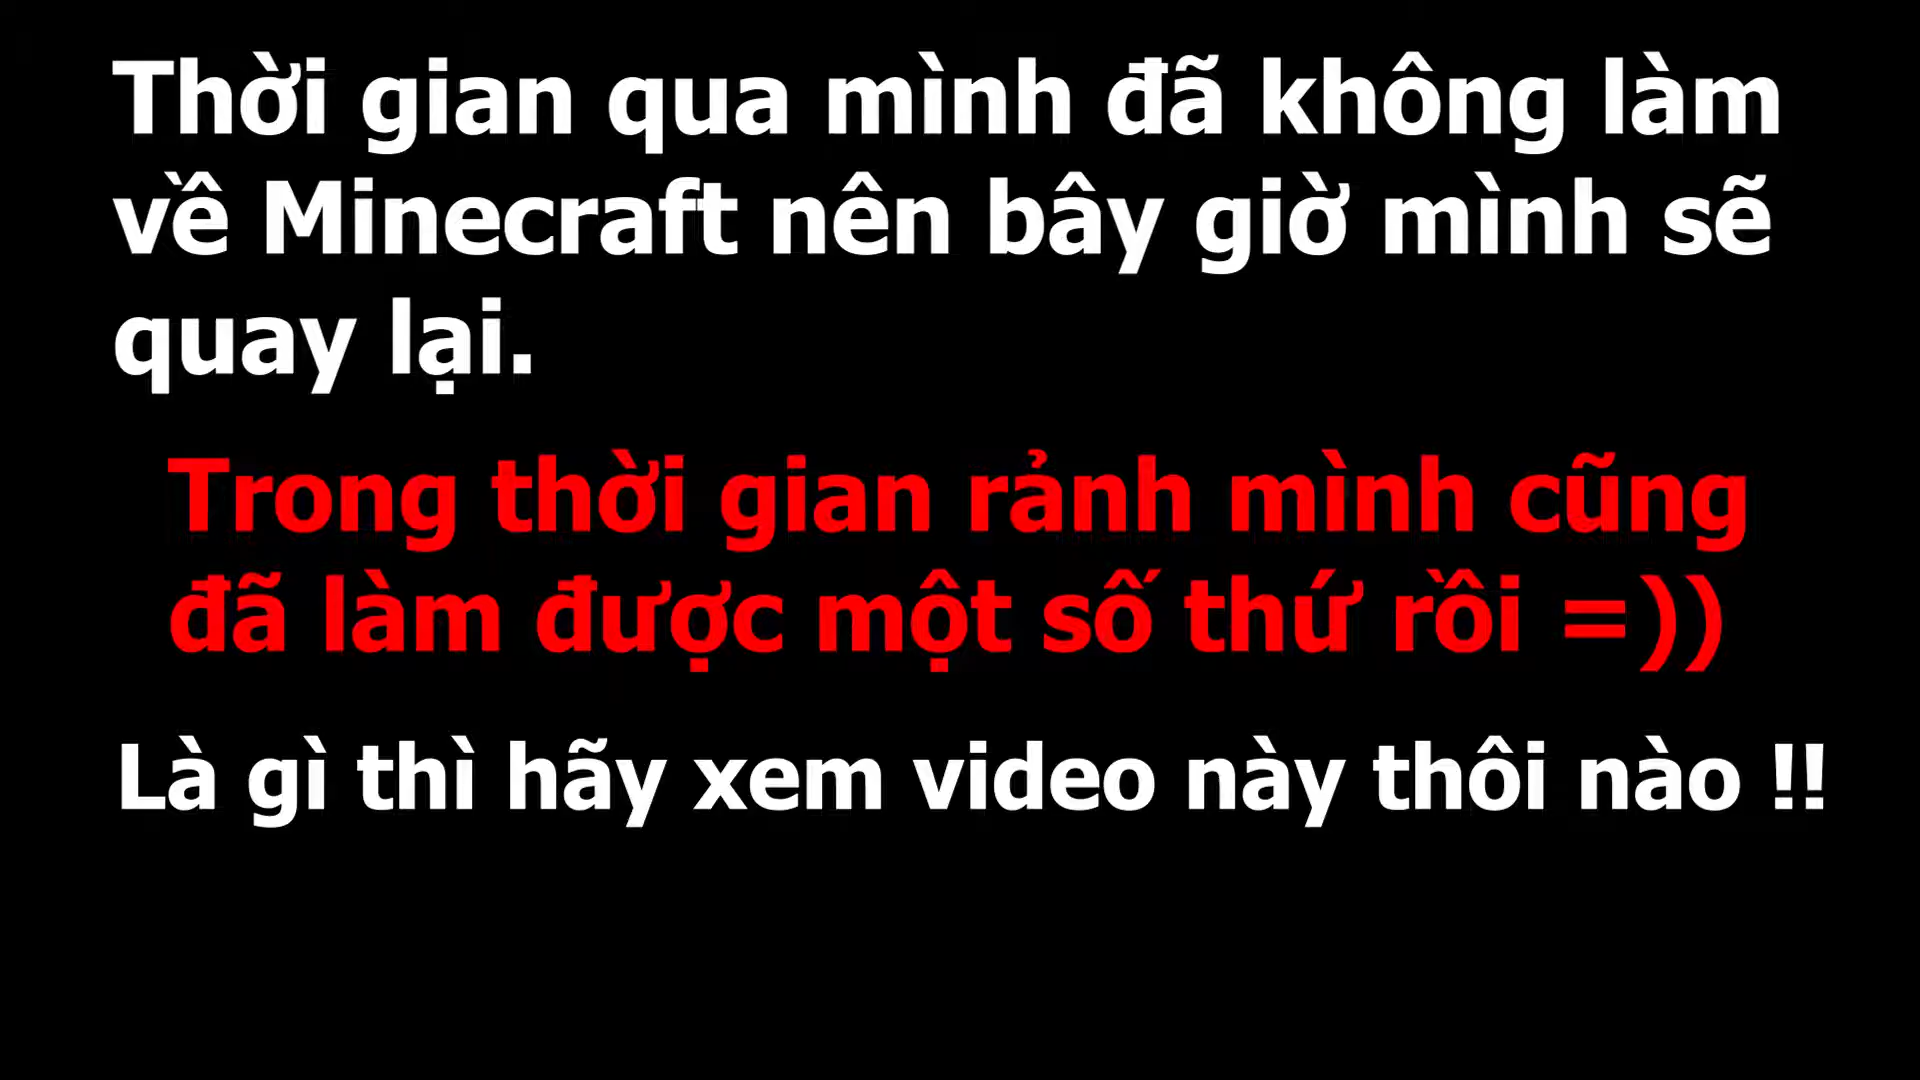 Thời gian qua mình đã không làm
về Minecraft nên bây giờ mình sẽ
quay lại.
Trong thời gian rảnh mình cũng
đã làm được một số thứ rồi =))
Là gì thì hãy xem video này thôi nào !!